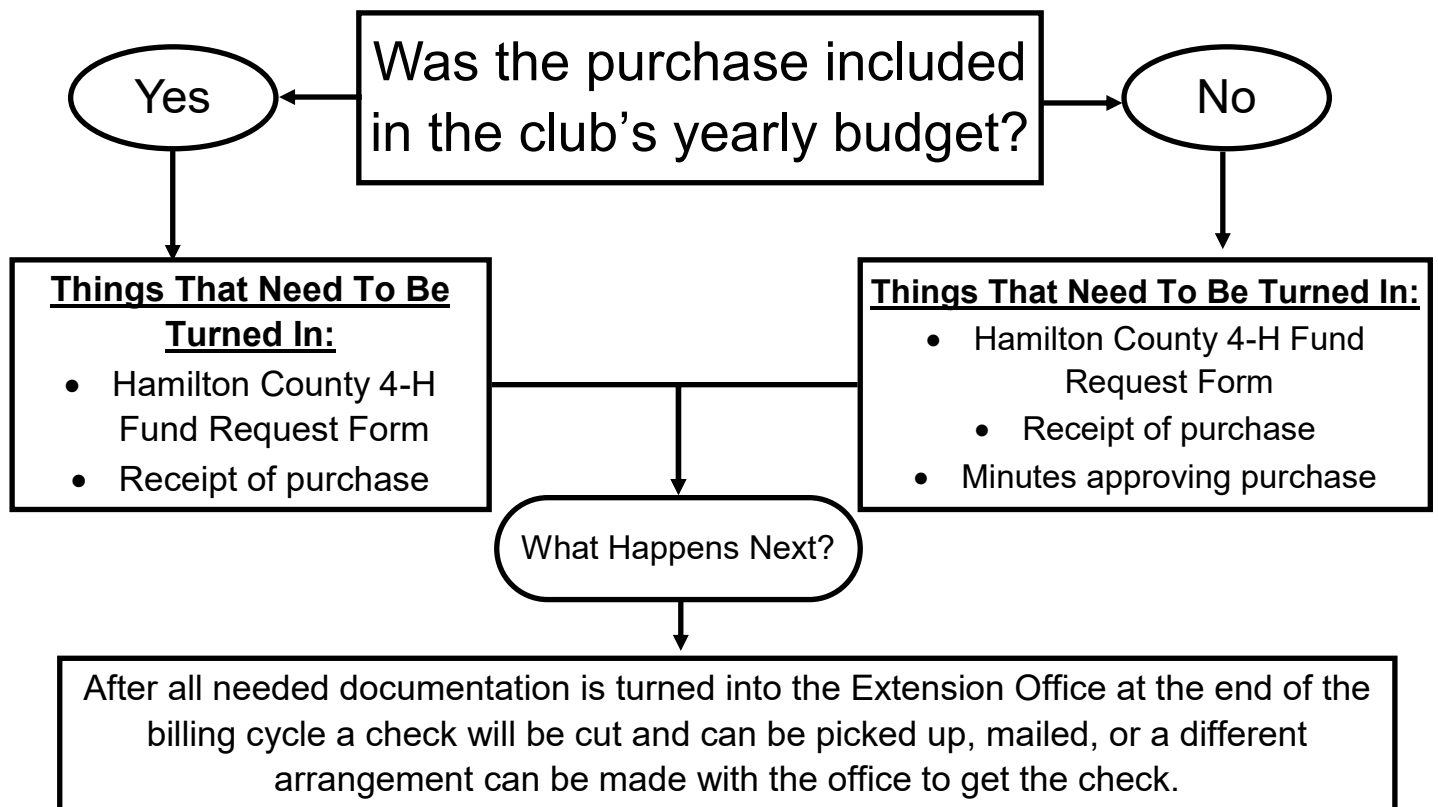 Was the purchase included
in the club’s yearly budget?
Yes
No
Things That Need To Be
Turned In:
• Hamilton County 4-H
Fund Request Form
• Receipt of purchase
Things That Need To Be Turned In:
• Hamilton County 4-H Fund
Request Form
• Receipt of purchase
• Minutes approving purchase
What Happens Next?
After all needed documentation is turned into the Extension Office at the end of the
billing cycle a check will be cut and can be picked up, mailed, or a different
arrangement can be made with the office to get the check.